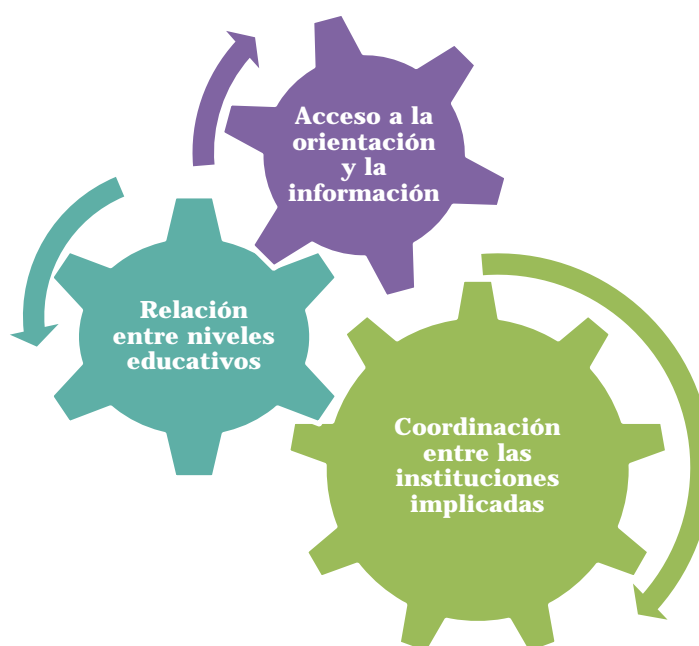 Acceso a la
orientación
y la
información
Relación
entre niveles
educativos
Coordinación
entre las
instituciones
implicadas